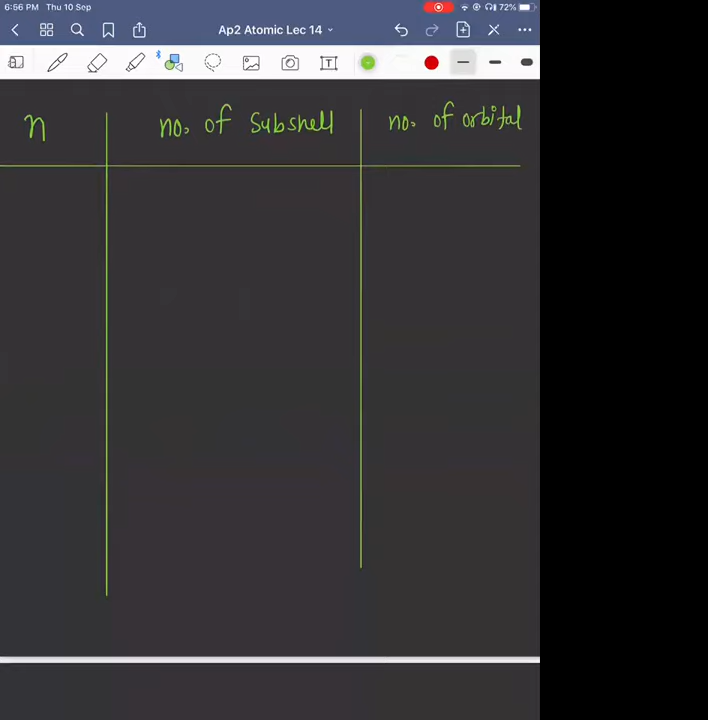 6:56 PM Thu 10 Sep
72%
Ap2 Atomic Lec 14
T
n
no. of Subshell
no. of orbital